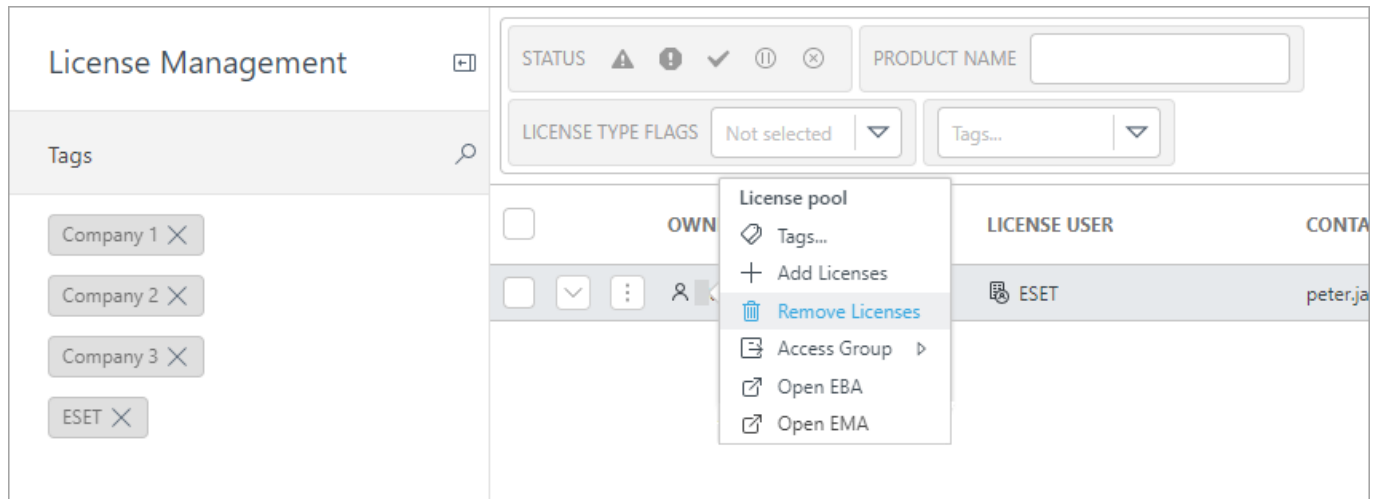 License Management
Tags
Company 1
Company 2
Company 3
ESET
STATUS
PRODUCT NAME
LICENSE TYPE FLAGS Not selected
Tags...
OWN
LICENSE USER
CONTA
ESET
peter.ja
License pool
Tags...
Add Licenses
Remove Licenses
Access Group
Open EBA
Open EMA